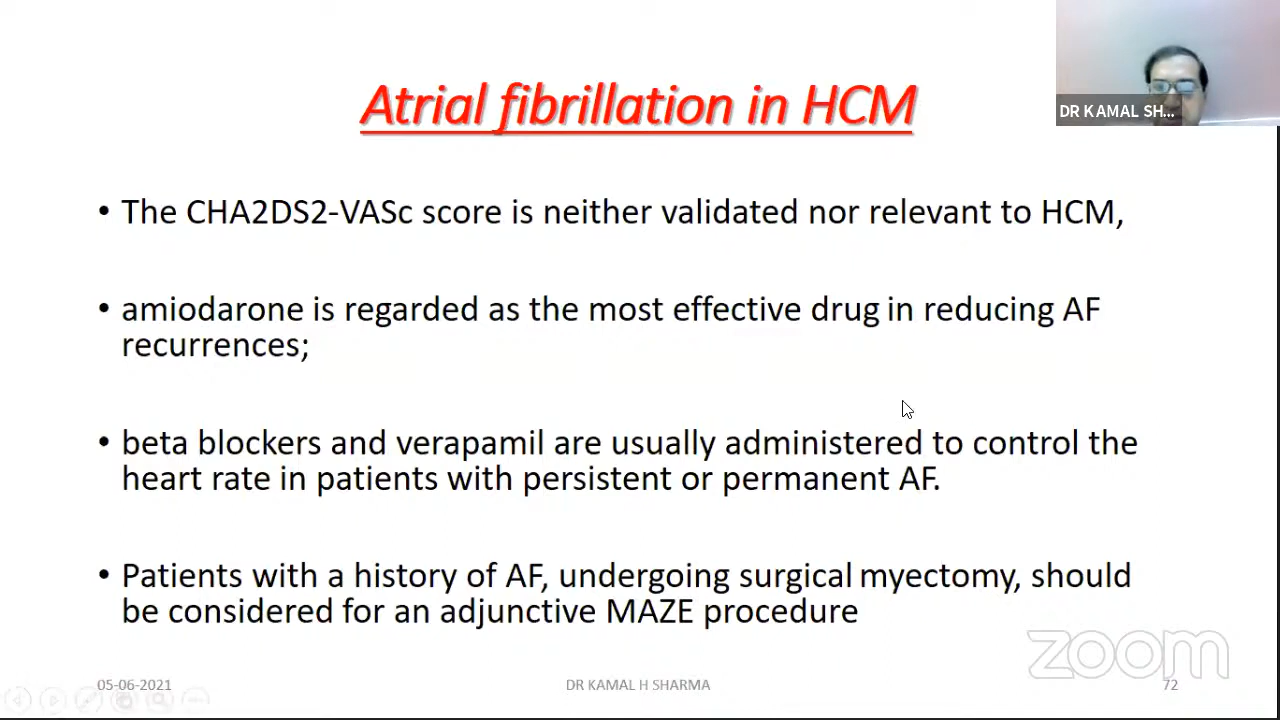 Atrial fibrillation in HCM
DR KAMAL SH...
• The CHA2DS2-VASc score is neither validated nor relevant to HCM,
• amiodarone is regarded as the most effective drug in reducing AF
recurrences;
• beta blockers and verapamil are usually administered to control the
heart rate in patients with persistent or permanent AF.
• Patients with a history of AF, undergoing surgical myectomy, should
be considered for an adjunctive MAZE procedure
zoom
05-06-2021
DR KAMAL H SHARMA
72